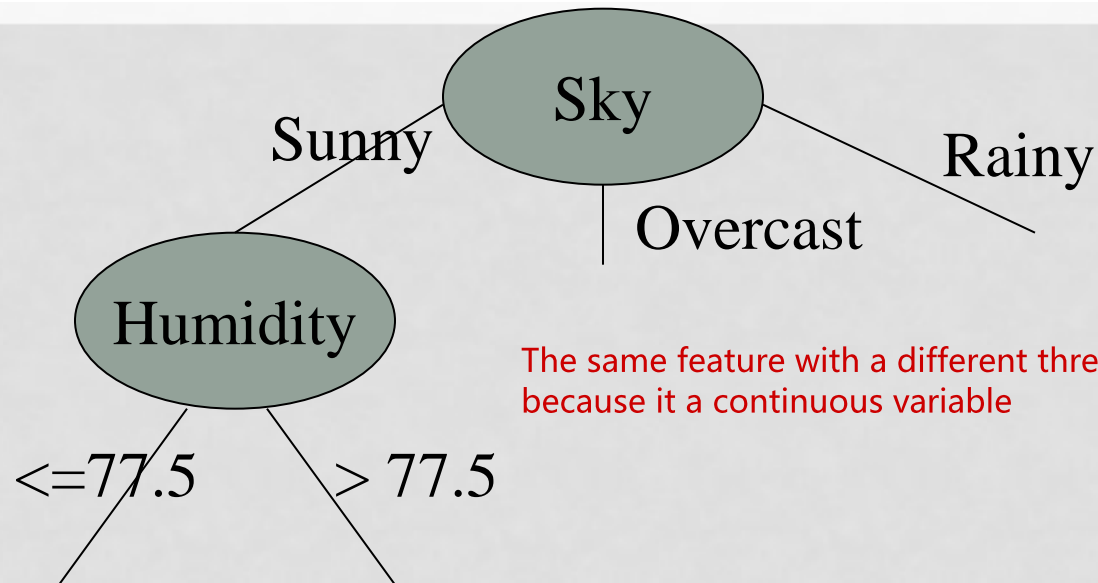 Sky
Sunny
Rainy
Overcast
Humidity
The same feature with a different thre
because it a continuous variable
<=77.5
> 77.5